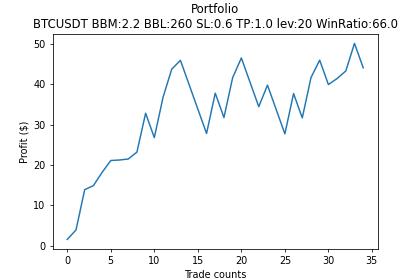 Portfolio
BTCUSDT BBM:2.2 BBL:260 SL:0.6 TP:1.0 lev:20 WinRatio:66.0
50
40
30
20
10
0
Profit ($)
0 5 10 15 20 25 30 35
Trade counts